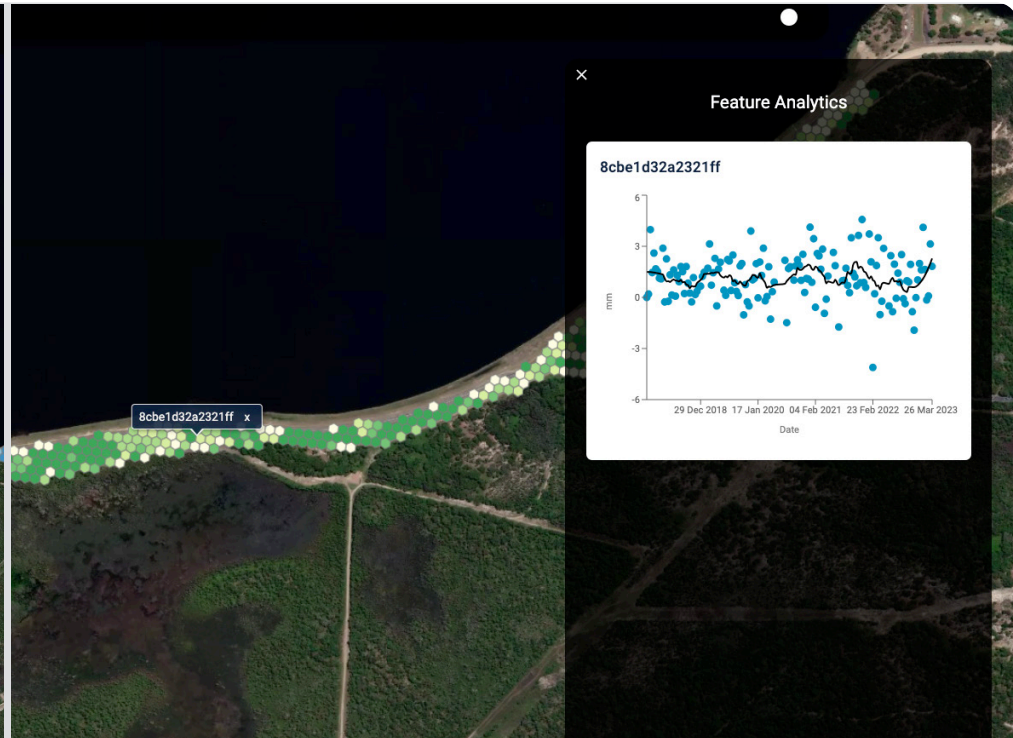 Feature Analytics
8cbe1d32a2321ff
6
3
0
-3
-6
mm
29 Dec 2018 17 Jan 2020 04 Feb 2021 23 Feb 2022 26 Mar 2023
Date
8cbe1d32a2321ff x